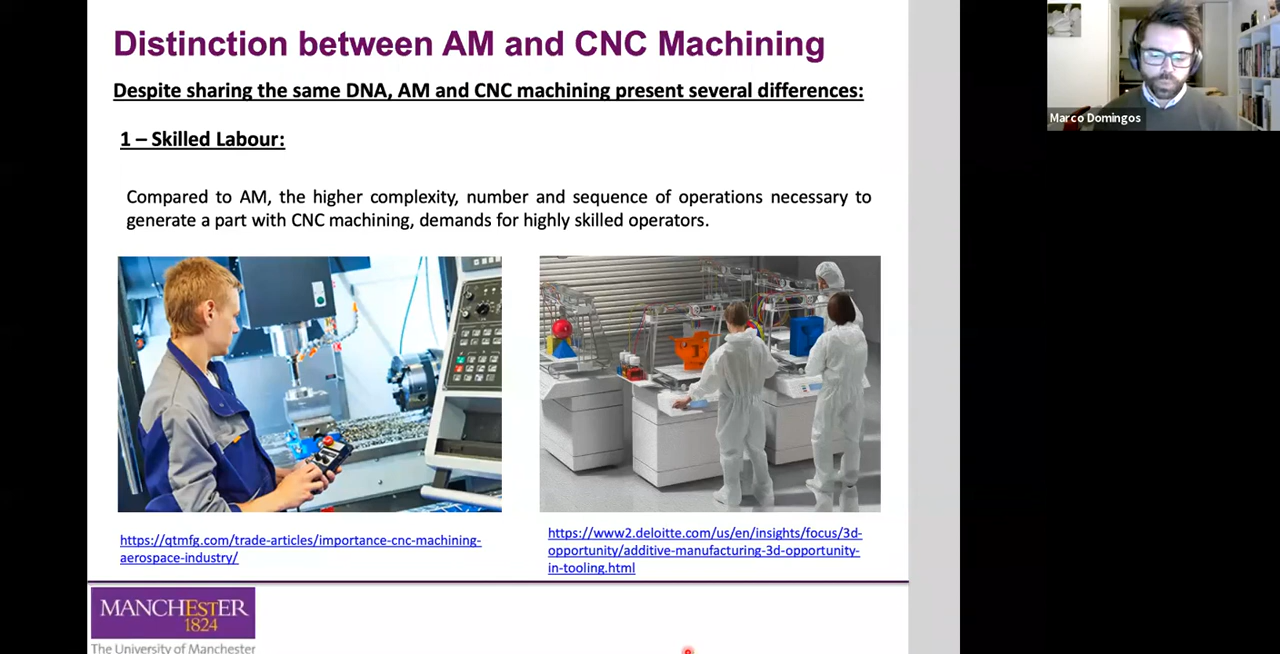 Distinction between AM and CNC Machining
Despite sharing the same DNA, AM and CNC machining present several differences:
1 – Skilled Labour:
Compared to AM, the higher complexity, number and sequence of operations necessary to
generate a part with CNC machining, demands for highly skilled operators.
https://qtmfg.com/trade-articles/importance-cnc-machining-
aerospace-industry/
https://www2.deloitte.com/us/en/insights/focus/3d-
opportunity/additive-manufacturing-3d-opportunity-
in-tooling.html
MANCHESTER
1824
The University of Manchester
Marco Domingos